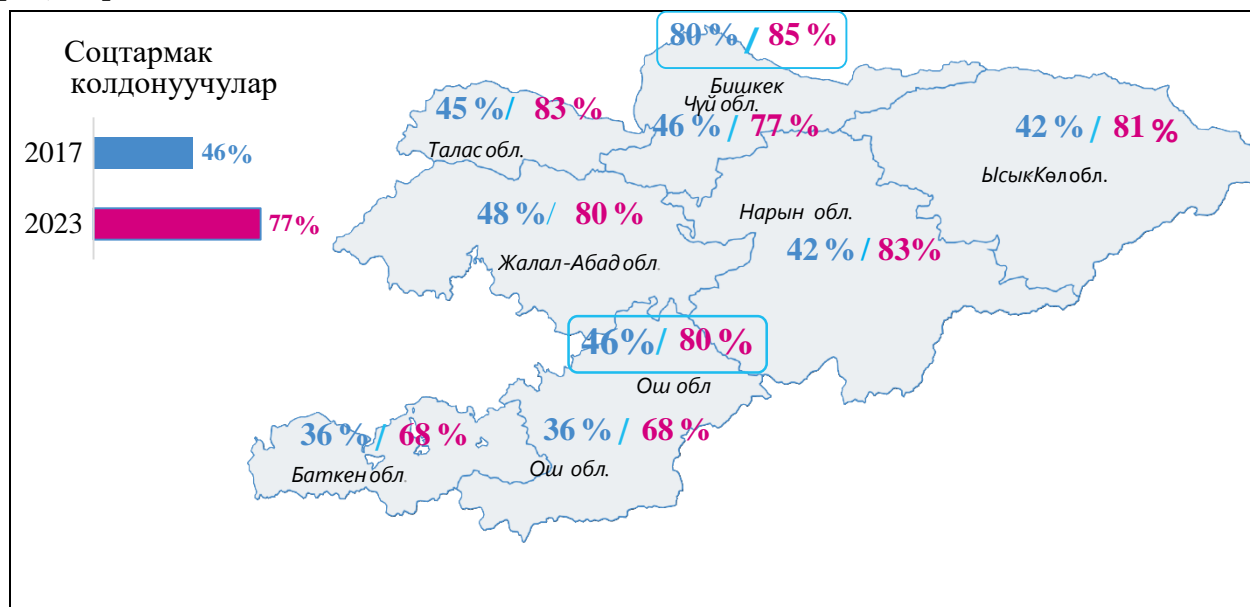 Соцтармак
колдонуучулар
2017 46%
2023 77%
80 % / 85 %
Бишкек
Чуй обл.
46 % / 77 %
45 % / 83 %
Талас обл.
42 % / 81 %
ЫсыкКөл обл.
48 % / 80 %
Жалал-Абад обл.
Нарын обл.
42 % / 83%
46% / 80 %
Ош обл
36 % / 68 %
Баткен обл.
36 % / 68 %
Ош обл.